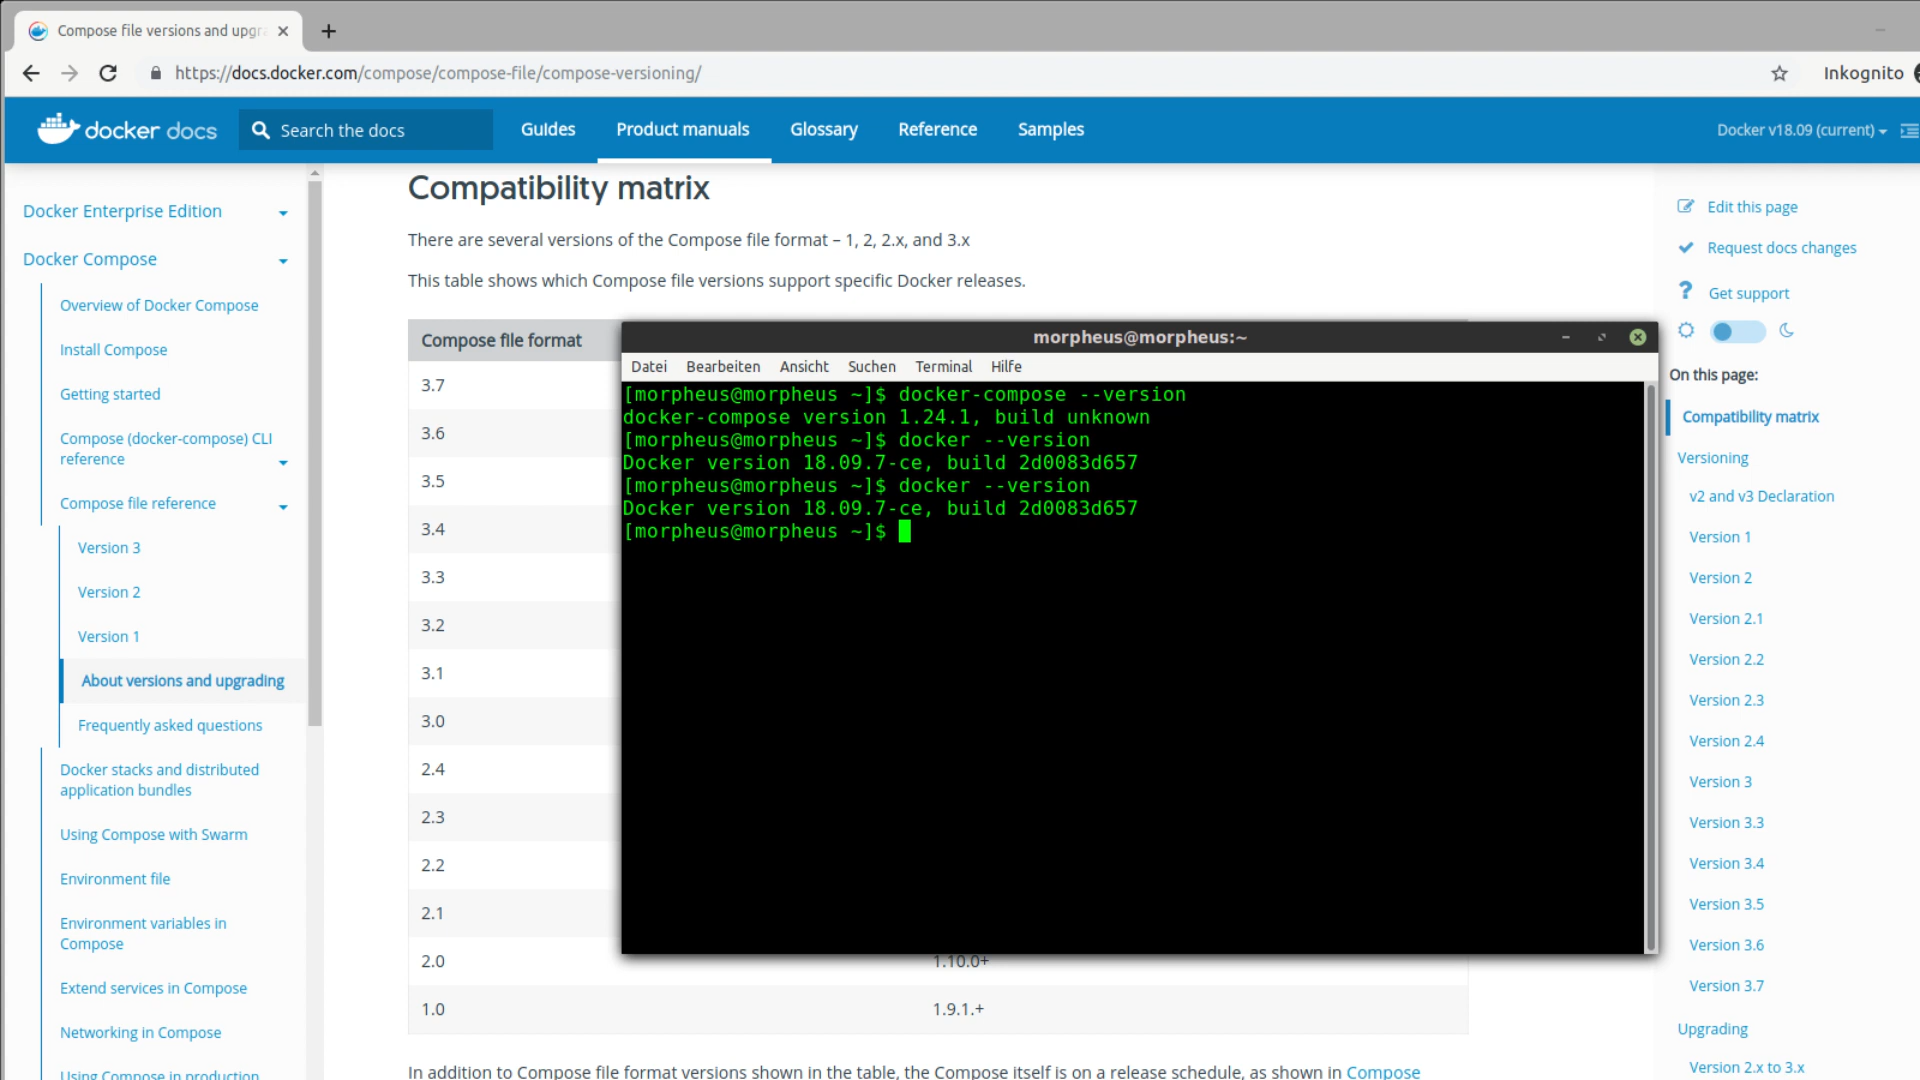 Compose file versions and upgra
https://docs.docker.com/compose/compose-file/compose-versioning/
Inkognito
docker docs
Search the docs
Guides
Product manuals
Glossary
Reference
Samples
Docker v18.09 (current)
Docker Enterprise Edition
Docker Compose
Overview of Docker Compose
Install Compose
Getting started
Compose (docker-compose) CLI
reference
Compose file reference
Version 3
Version 2
Version 1
About versions and upgrading
Frequently asked questions
Docker stacks and distributed
application bundles
Using Compose with Swarm
Environment file
Environment variables in
Compose
Extend services in Compose
Networking in Compose
Using Compose in production
Compatibility matrix
There are several versions of the Compose file format – 1, 2, 2.x, and 3.x
This table shows which Compose file versions support specific Docker releases.
Compose file format
3.7
3.6
3.5
3.4
3.3
3.2
3.1
3.0
2.4
2.3
2.2
2.1
2.0 1.10.0+
1.0 1.9.1.+
In addition to Compose file format versions shown in the table, the Compose itself is on a release schedule, as shown in Compose
morpheus@morpheus:~
Datei Bearbeiten Ansicht Suchen Terminal Hilfe
[morpheus@morpheus ~]$ docker-compose --version
docker-compose version 1.24.1, build unknown
[morpheus@morpheus ~]$ docker --version
Docker version 18.09.7-ce, build 2d0083d657
[morpheus@morpheus ~]$ docker --version
Docker version 18.09.7-ce, build 2d0083d657
[morpheus@morpheus ~]$
Edit this page
Request docs changes
Get support
On this page:
Compatibility matrix
Versioning
v2 and v3 Declaration
Version 1
Version 2
Version 2.1
Version 2.2
Version 2.3
Version 2.4
Version 3
Version 3.3
Version 3.4
Version 3.5
Version 3.6
Version 3.7
Upgrading
Version 2.x to 3.x